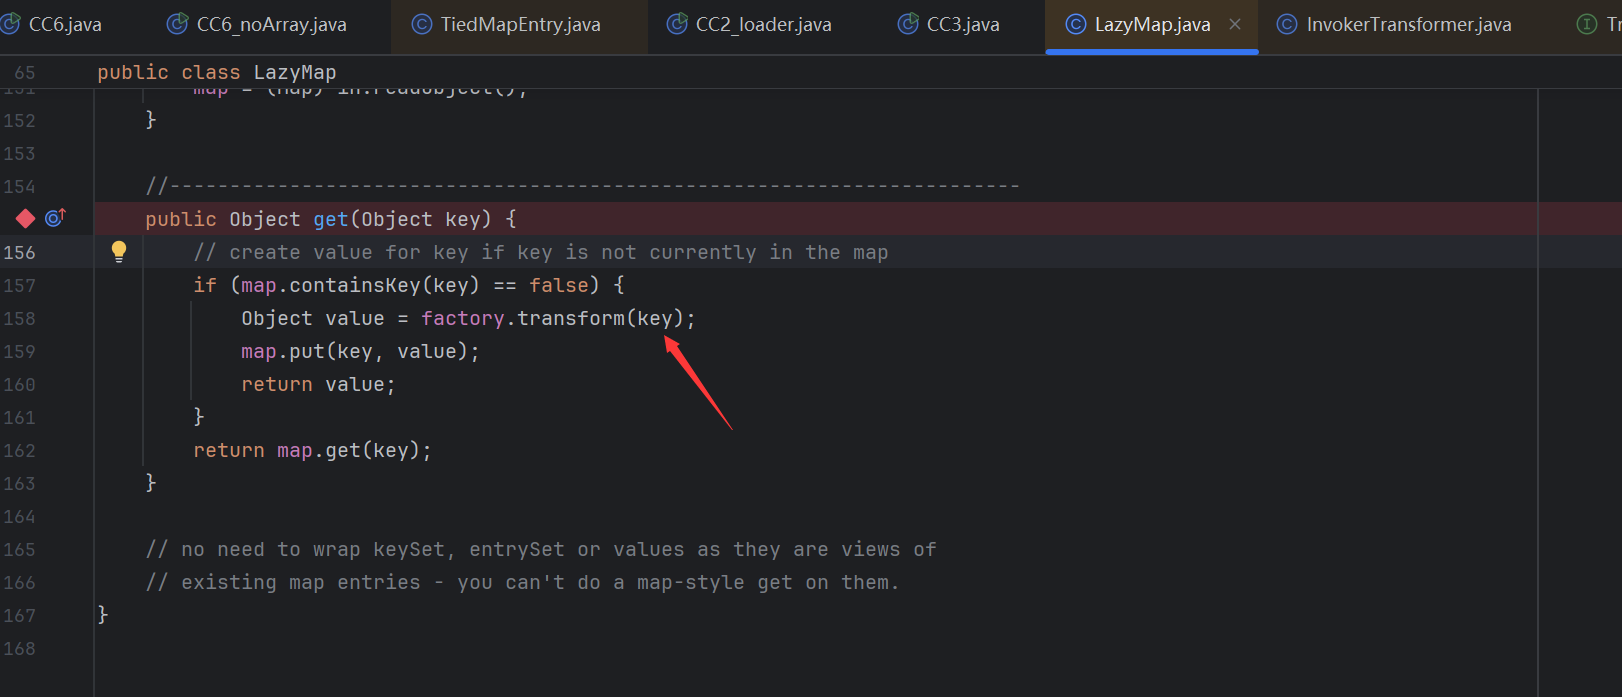 CC6.java CC6_noArray.java TiedMapEntry.java CC2_loader.java CC3.java LazyMap.java InvokerTransformer.java
65 public class LazyMap
151 map = (Map) in.readObject();
152 }
153
154 //-----------------------------------------------------------------------
public Object get(Object key) {
156 // create value for key if key is not currently in the map
157 if (map.containsKey(key) == false) {
158 Object value = factory.transform(key);
159 map.put(key, value);
160 return value;
161 }
162 return map.get(key);
163 }
164
165 // no need to wrap keySet, entrySet or values as they are views of
166 // existing map entries - you can't do a map-style get on them.
167 }
168